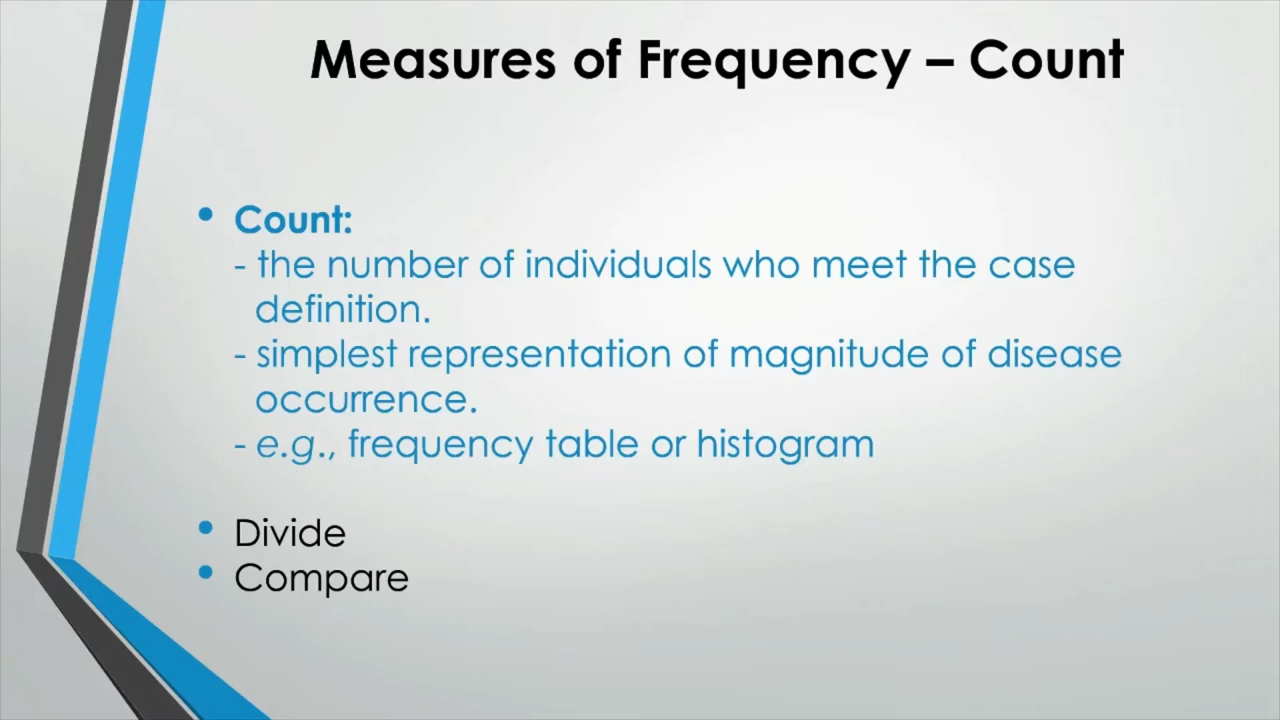 Measures of Frequency – Count
• Count:
- the number of individuals who meet the case
definition.
- simplest representation of magnitude of disease
occurrence.
- e.g., frequency table or histogram
• Divide
• Compare